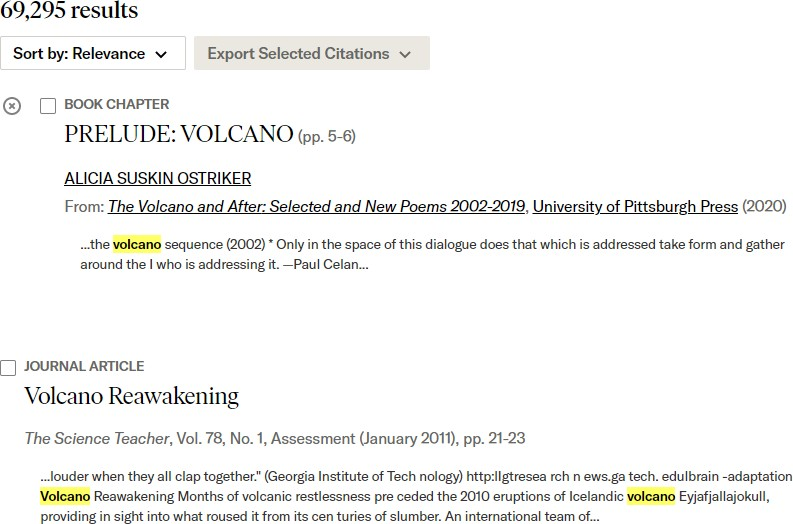 69,295 results
Sort by: Relevance
Export Selected Citations
BOOK CHAPTER
PRELUDE: VOLCANO (pp. 5-6)
ALICIA SUSKIN OSTRIKER
From: The Volcano and After: Selected and New Poems 2002-2019, University of Pittsburgh Press (2020)
...the volcano sequence (2002) * Only in the space of this dialogue does that which is addressed take form and gather
around the I who is addressing it. —Paul Celan...
JOURNAL ARTICLE
Volcano Reawakening
The Science Teacher, Vol. 78, No. 1, Assessment (January 2011), pp. 21-23
...louder when they all clap together." (Georgia Institute of Tech nology) http:llgtresea rch n ews.ga tech. edulbrain -adaptation
Volcano Reawakening Months of volcanic restlessness pre ceded the 2010 eruptions of Icelandic volcano Eyjafjallajokull,
providing in sight into what roused it from its cen turies of slumber. An international team of...